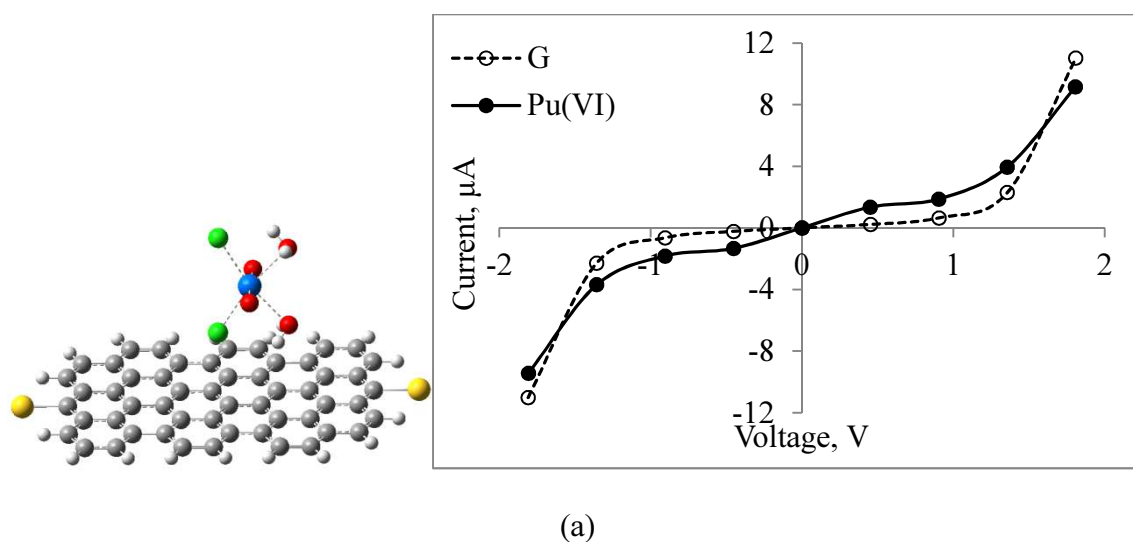 G
Pu(VI)
Current, µA
12
8
4
0
-4
-8
-12
-2
-1
0
1
2
Voltage, V
(a)